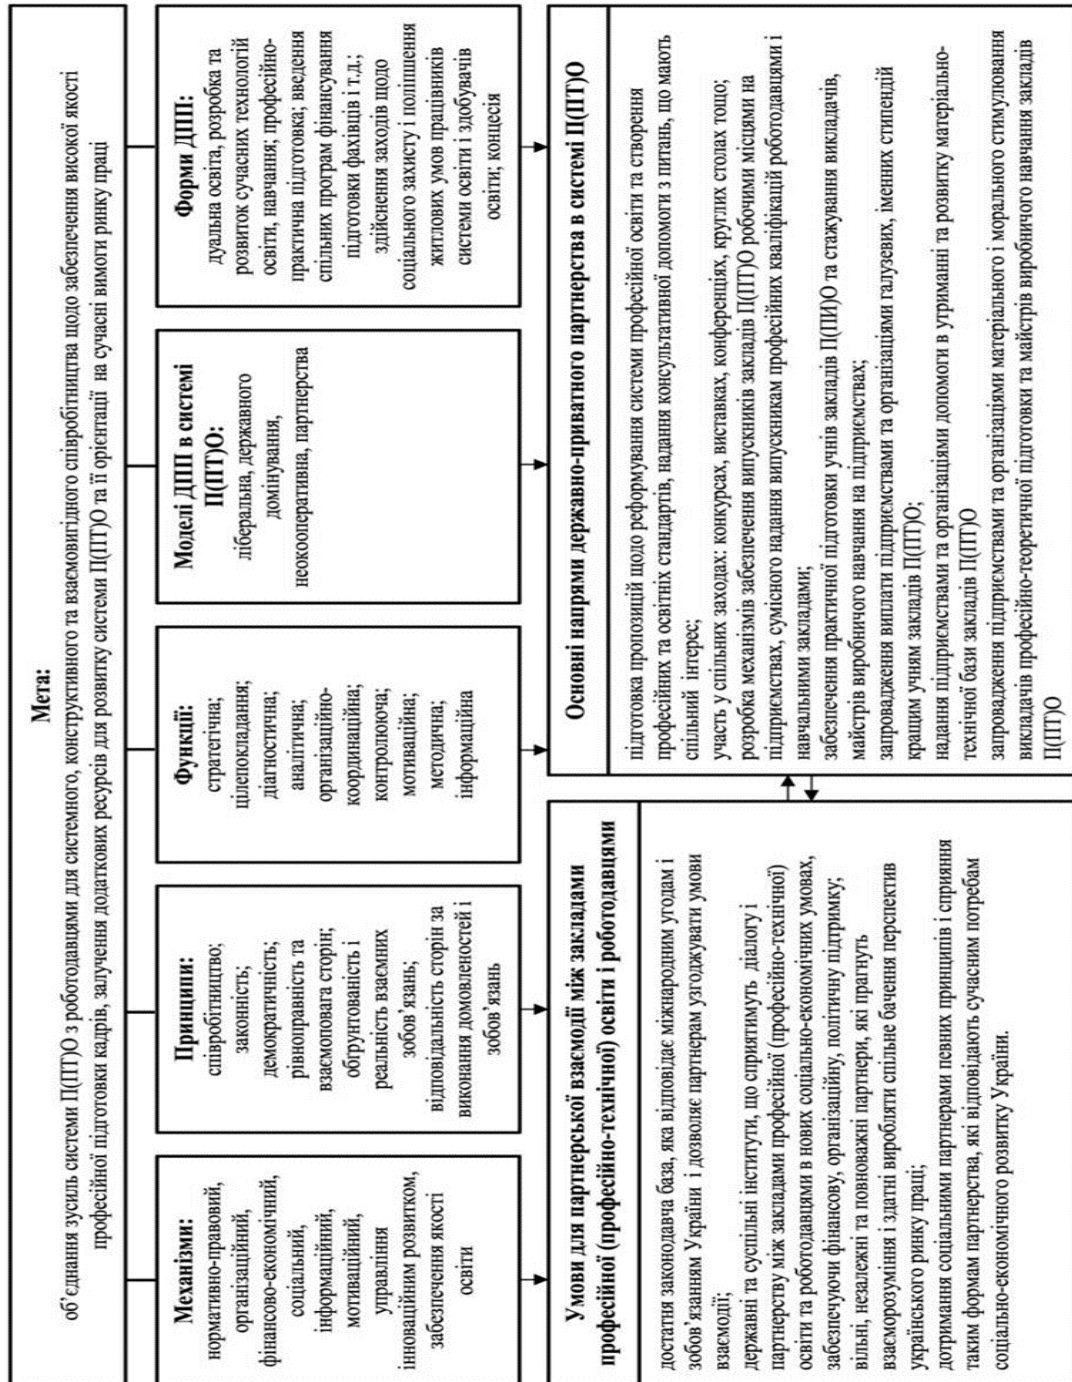 Мета:
об’єднання зусиль системи П(ПТ)О з роботодавцями для системного, конструктивного та взаємовигідного співробітництва щодо забезпечення високої якості
професійної підготовки кадрів, залучення додаткових ресурсів для розвитку системи П(ПТ)О та її орієнтації на сучасні вимоги ринку праці
Механізми:
нормативно-правовий,
організаційний,
фінансово-економічний,
соціальний,
інформаційний,
мотиваційний,
управління
інноваційним розвитком,
забезпечення якості
освіти
Принципи:
співробітництво;
законність;
демократичність;
рівноправність та
взаємоповага сторін;
обґрунтованість і
реальність взаємних
зобов’язань;
відповідальність сторін за
виконання домовленостей і
зобов’язань
Функції:
стратегічна;
цілепокладання;
діагностична;
аналітична;
організаційно-
координаційна;
контролююча;
мотиваційна;
методична;
інформаційна
Моделі ДПП в системі
П(ПТ)О:
ліберальна, державного
домінування,
неокооперативна, партнерства
Форми ДПП:
дуальна освіта, розробка та
розвиток сучасних технологій
освіти, навчання; професійно-
практична підготовка; введення
спільних програм фінансування
підготовки фахівців і т.д.;
здійснення заходів щодо
соціального захисту і поліпшення
житлових умов працівників
системи освіти і здобувачів
освіти; концесія
Умови для партнерської взаємодії між закладами
професійної (професійно-технічної) освіти і роботодавцями
достатня законодавча база, яка відповідає міжнародним угодам і
зобов’язанням України і дозволяє партнерам узгоджувати умови
взаємодії;
державні та суспільні інститути, що сприятимуть діалогу і
партнерству між закладами професійної (професійно-технічної)
освіти та роботодавцями в нових соціально-економічних умовах,
забезпечуючи фінансову, організаційну, політичну підтримку;
вільні, незалежні та повноважні партнери, які прагнуть
взаєморозуміння і здатні виробляти спільне бачення перспектив
українського ринку праці;
дотримання соціальними партнерами певних принципів і сприяння
таким формам партнерства, які відповідають сучасним потребам
соціально-економічного розвитку України.
Основні напрями державно-приватного партнерства в системі П(ПТ)О
підготовка пропозицій щодо реформування системи професійної освіти та створення
професійних та освітніх стандартів, надання консультативної допомоги з питань, що мають
спільний інтерес;
участь у спільних заходах: конкурсах, виставках, конференціях, круглих столах тощо;
розробка механізмів забезпечення випускників закладів П(ПТ)О робочими місцями на
підприємствах, сумісного надання випускникам професійних кваліфікацій роботодавцями і
навчальними закладами;
забезпечення практичної підготовки учнів закладів П(ПИ)О та стажування викладачів,
майстрів виробничого навчання на підприємствах;
запровадження виплати підприємствами та організаціями галузевих, іменних стипендій
кращим учням закладів П(ПТ)О;
надання підприємствами та організаціями допомоги в утриманні та розвитку матеріально-
технічної бази закладів П(ПТ)О
запровадження підприємствами та організаціями матеріального і морального стимулювання
викладачів професійно-теоретичної підготовки та майстрів виробничого навчання закладів
П(ПТ)О